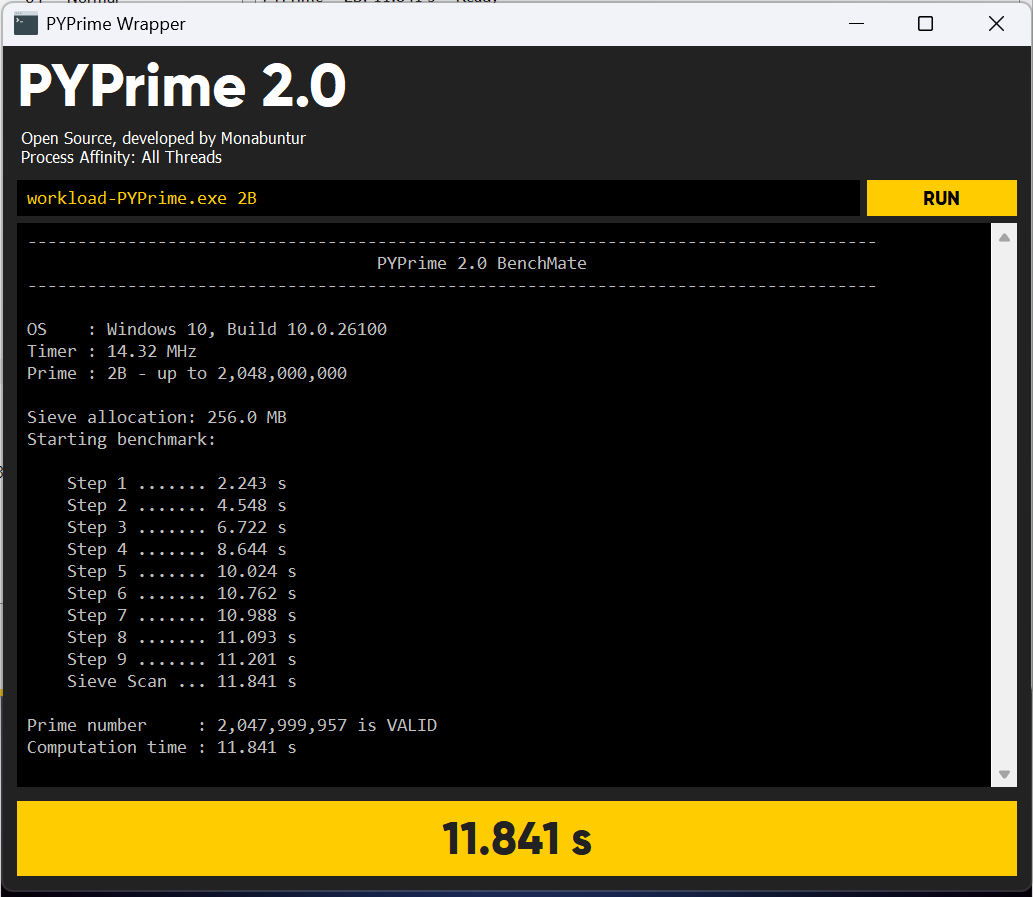 PYPrime Wrapper
PYPrime 2.0
Open Source, developed by Monabuntur
Process Affinity: All Threads
workload-PYPrime.exe 2B
RUN
-------------------------------------------------------------------------------------
PYPrime 2.0 BenchMate
-------------------------------------------------------------------------------------
OS    : Windows 10, Build 10.0.26100
Timer : 14.32 MHz
Prime : 2B - up to 2,048,000,000
Sieve allocation: 256.0 MB
Starting benchmark:
Step 1 ....... 2.243 s
Step 2 ....... 4.548 s
Step 3 ....... 6.722 s
Step 4 ....... 8.644 s
Step 5 ....... 10.024 s
Step 6 ....... 10.762 s
Step 7 ....... 10.988 s
Step 8 ....... 11.093 s
Step 9 ....... 11.201 s
Sieve Scan ... 11.841 s
Prime number     : 2,047,999,957 is VALID
Computation time : 11.841 s
11.841 s